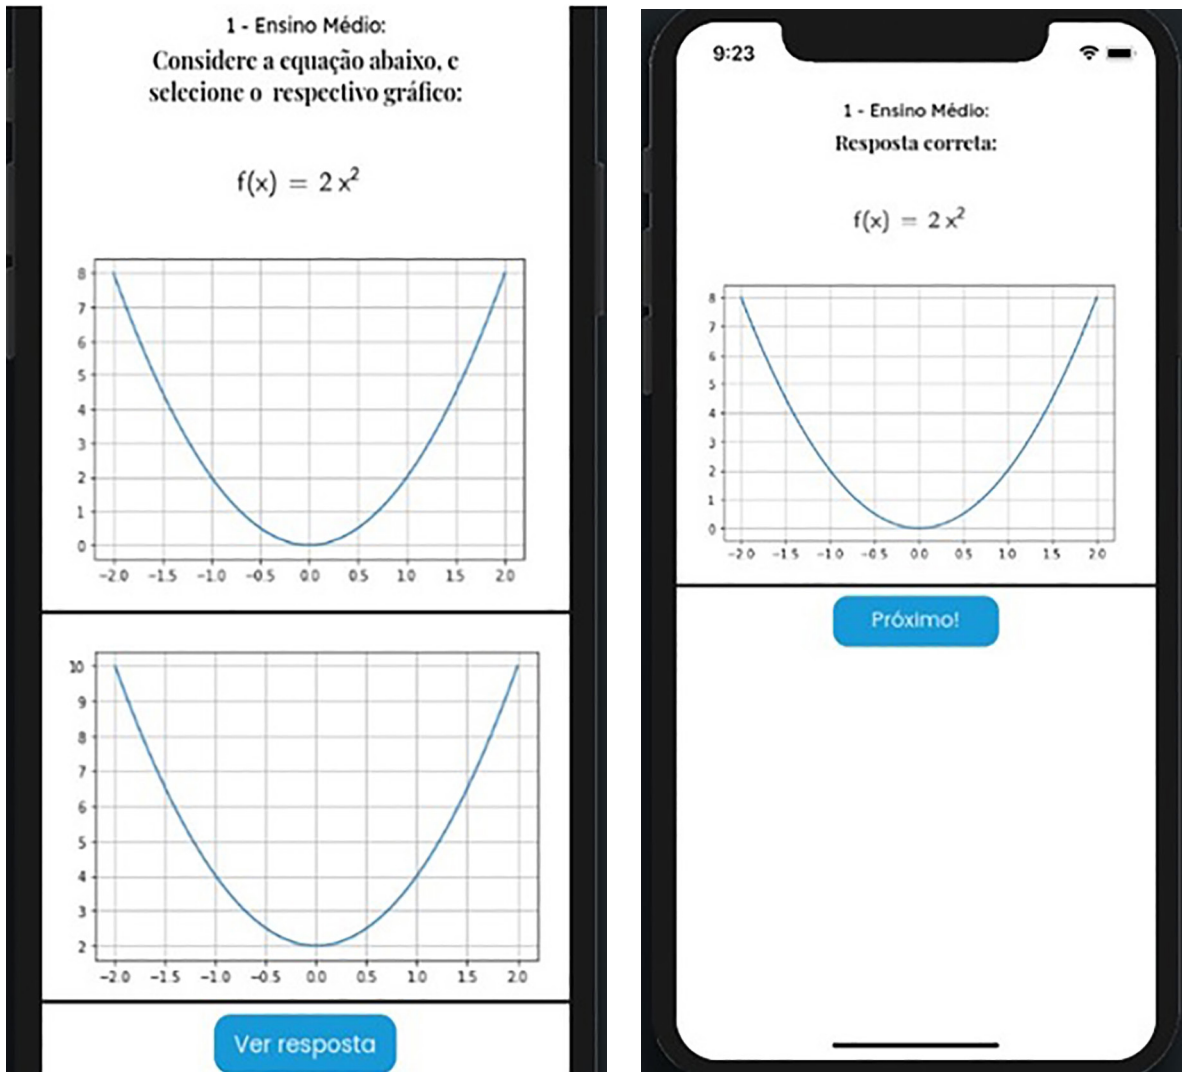 1 - Ensino Médio:
Considere a equação abaixo, e
selecione o respectivo gráfico:
f(x) = 2 x²
8
7
6
5
4
3
2
1
0
−2.0 −1.5 −1.0 −0.5 0.0 0.5 1.0 1.5 2.0
10
9
8
7
6
5
4
3
2
−2.0 −1.5 −1.0 −0.5 0.0 0.5 1.0 1.5 2.0
Ver resposta
9:23
1 - Ensino Médio:
Resposta correta:
f(x) = 2 x²
8
7
6
5
4
3
2
1
0
−2.0 −1.5 −1.0 −0.5 0.0 0.5 1.0 1.5 2.0
Próximo!